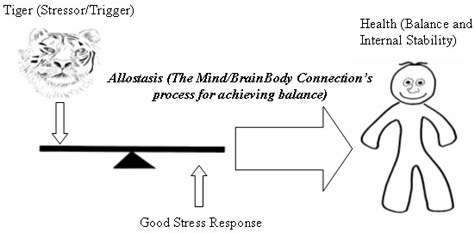 Tiger (Stressor/Trigger)
Health (Balance and
Internal Stability)
Allostasis (The Mind/BrainBody Connection's
process for achieving balance)
Good Stress Response